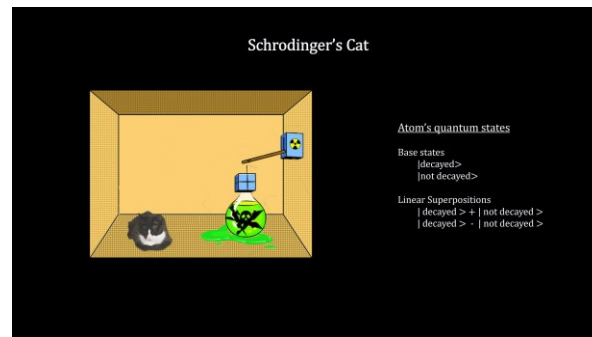 Schrodinger's Cat
Atom's quantum states
Base states
|decayed>
|not decayed>
Linear Superpositions
| decayed > + | not decayed >
| decayed > - | not decayed >